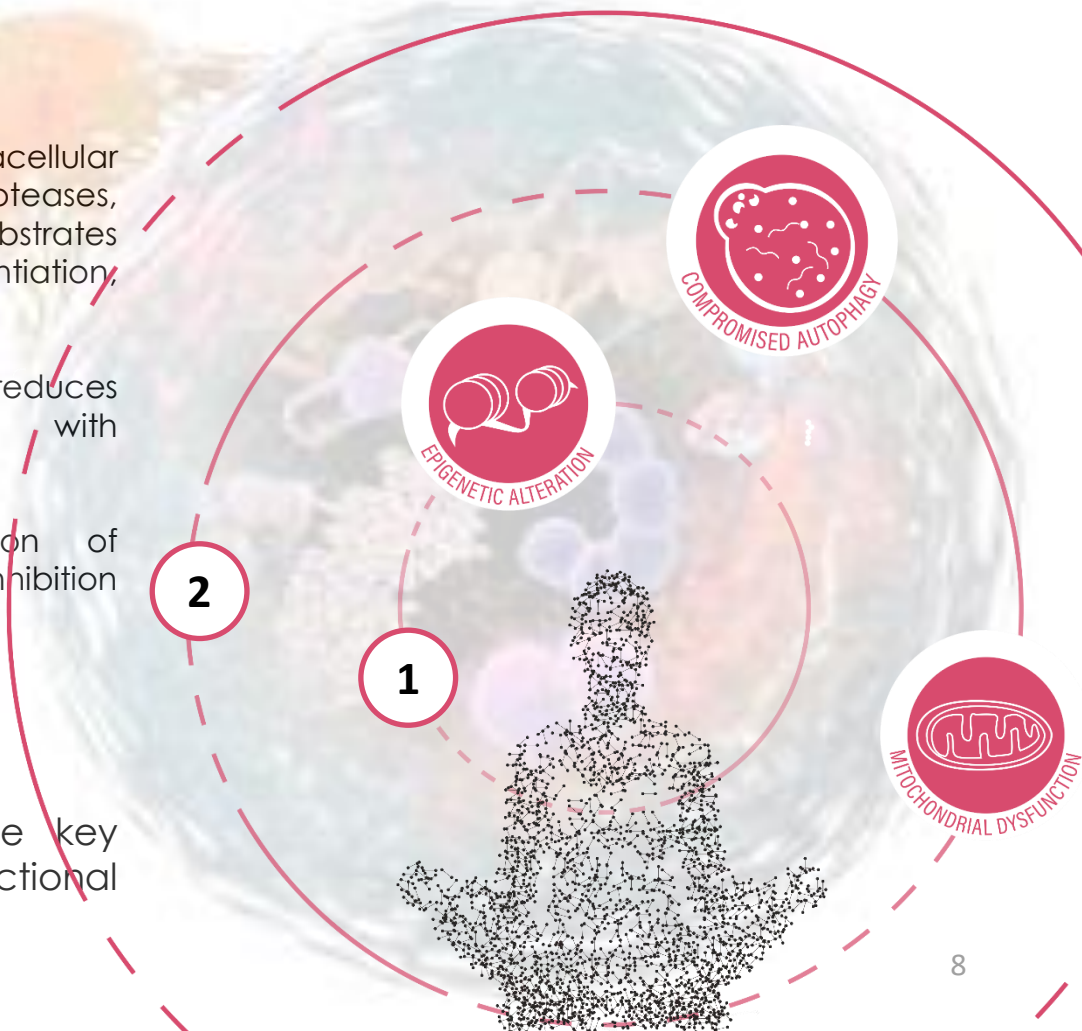 acellular
oteases,
bstrates
ntiation,
reduces
with
on of
nhibition
e key
ctional
COMPROMISED AUTOPHAGY
EPIGENETIC ALTERATION
2
1
MITOCHONDRIAL DYSFUNCTION
8